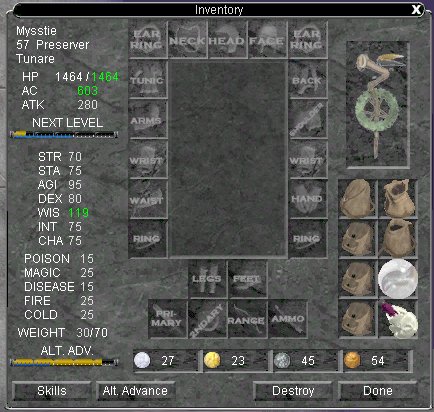 Inventory X
Mysstie
57 Preserver
Tunare
HP 1464 / 1464
AC 603
ATK 280
NEXT LEVEL
STR 70
STA 75
AGI 95
DEX 80
WIS 119
INT 75
CHA 75
POISON 15
MAGIC 25
DISEASE 15
FIRE 25
COLD 25
WEIGHT 30/70
ALT. ADV.
EAR RING NECK HEAD FACE EAR RING
TUNIC BACK
ARMS SHOULDER
WRIST WRIST
WAIST HAND
RING RING
LEGS FEET
PRI-MARY 2NDARY RANGE AMMO
27 23 45 54
Skills Alt. Advance Destroy Done